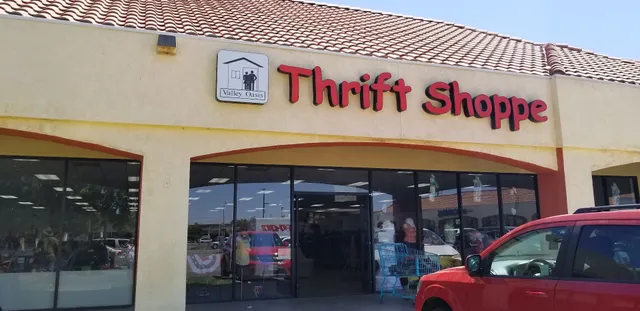 Valley Oasis
Thrift Shoppe